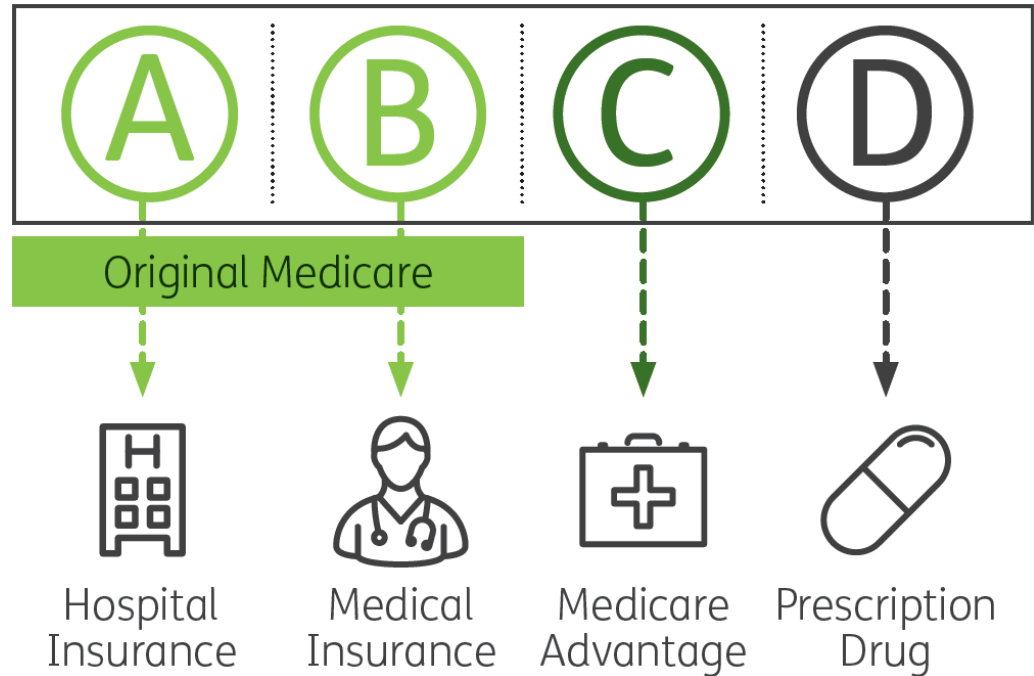 A B C D
Original Medicare
H
Hospital
Insurance
Medical
Insurance
Medicare
Advantage
Prescription
Drug